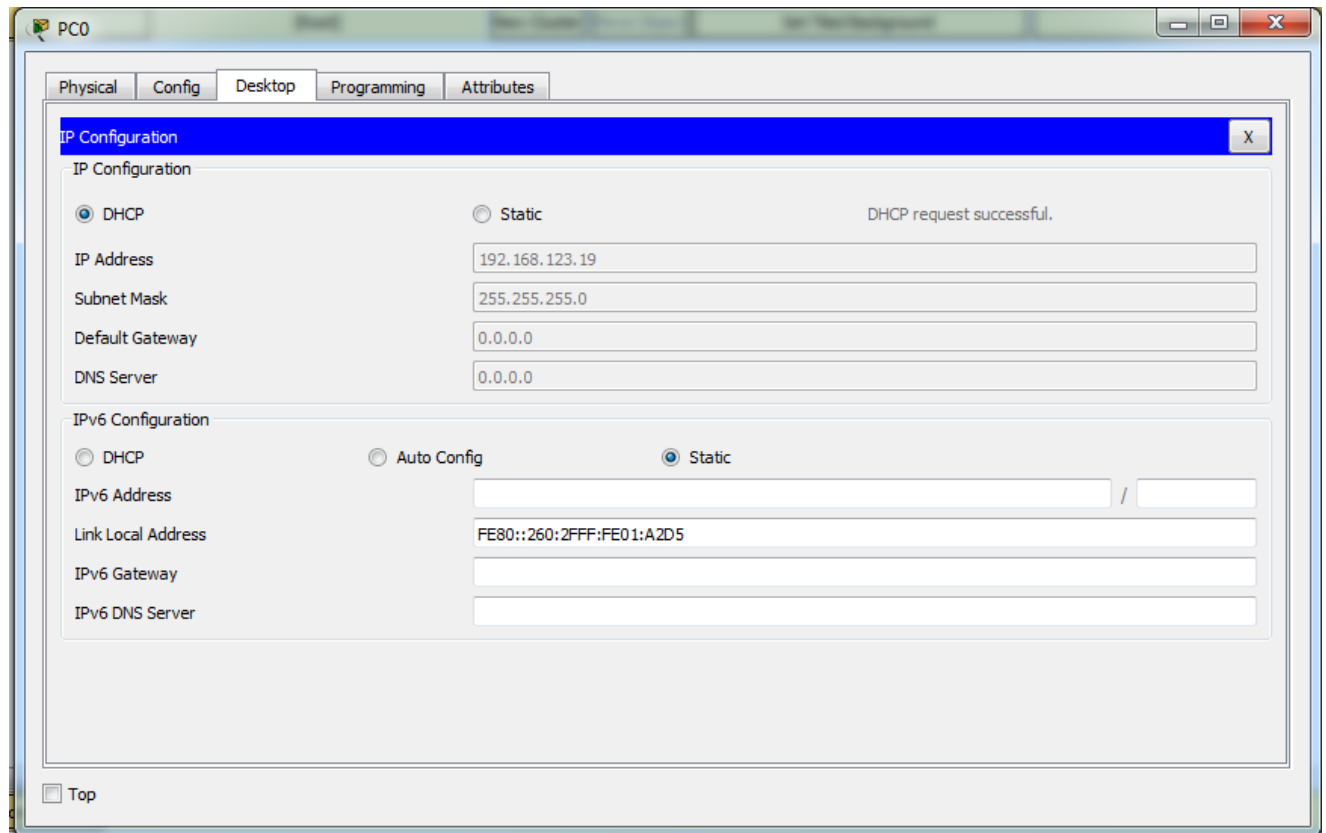 PC0
Physical Config Desktop Programming Attributes
IP Configuration X
IP Configuration
DHCP Static DHCP request successful.
IP Address 192.168.123.19
Subnet Mask 255.255.255.0
Default Gateway 0.0.0.0
DNS Server 0.0.0.0
IPv6 Configuration
DHCP Auto Config Static
IPv6 Address /
Link Local Address FE80::260:2FFF:FE01:A2D5
IPv6 Gateway
IPv6 DNS Server
Top